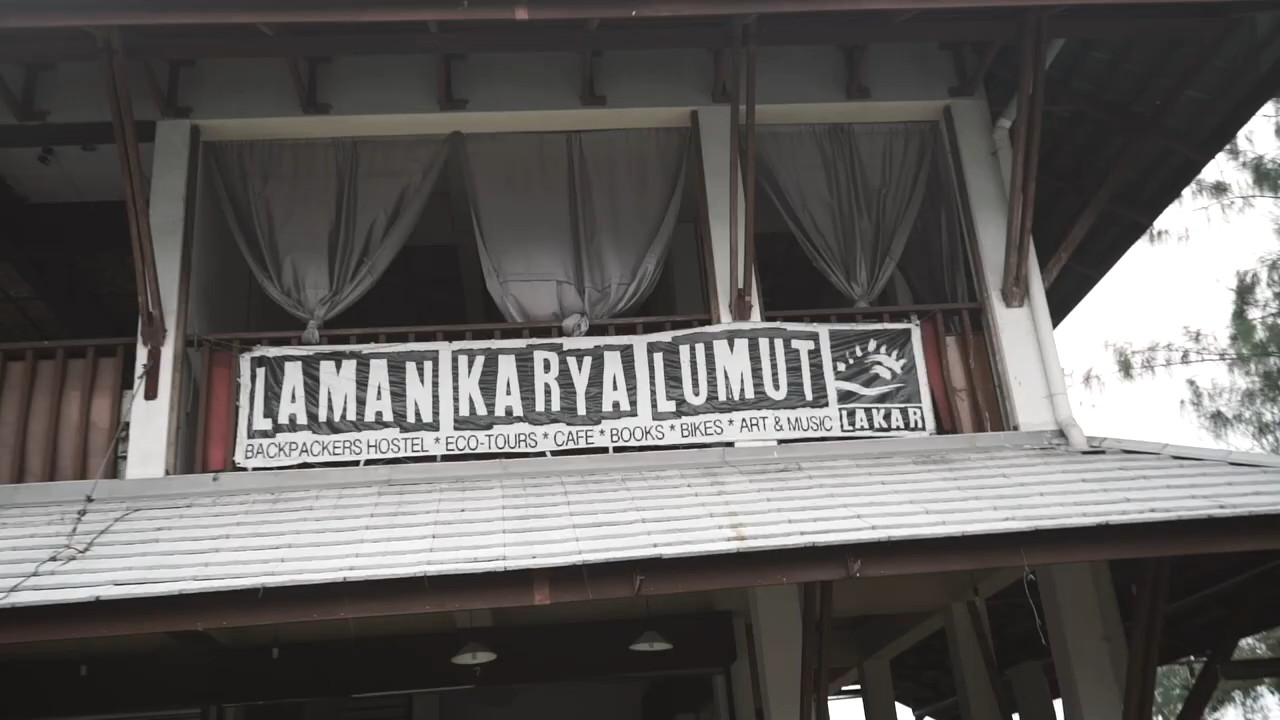 LAMAN KARYA LUMUT
LAKAR
BACKPACKERS HOSTEL * ECO-TOURS * CAFE * BOOKS * BIKES * ART & MUSIC